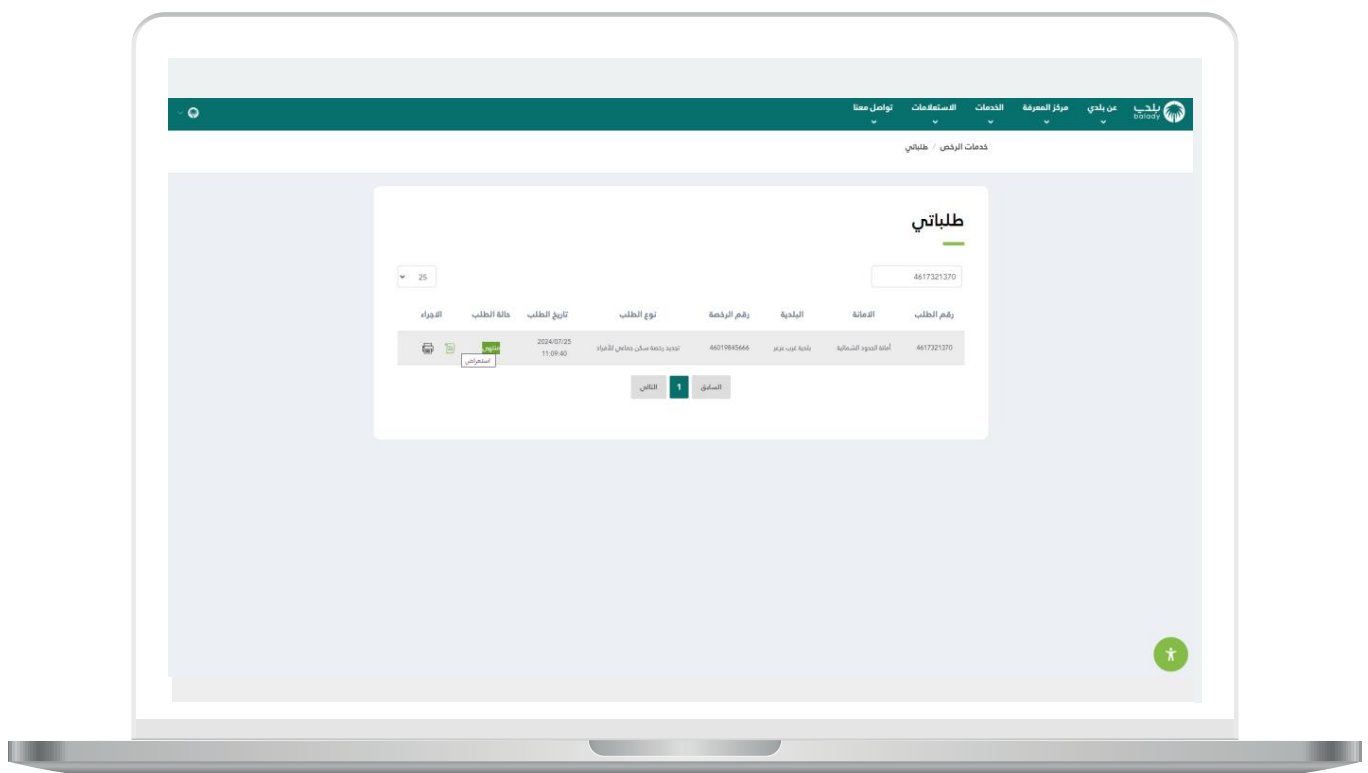 بلدي
balady
عن بلدي
مركز المعرفة
الخدمات
الاستعلامات
تواصل معنا
خدمات الرخص / طلباتي
طلباتي
4617321370
25
رقم الطلب
الامانة
البلدية
رقم الرخصة
نوع الطلب
تاريخ الطلب
حالة الطلب
الاجراء
4617321370
أمانة الحدود الشمالية
بلدية غرب عرعر
46019845666
تجديد رخصة سكن جماعي للأفراد
2024/07/25
11:09:40
منتهي
استعراض
السابق
1
التالي